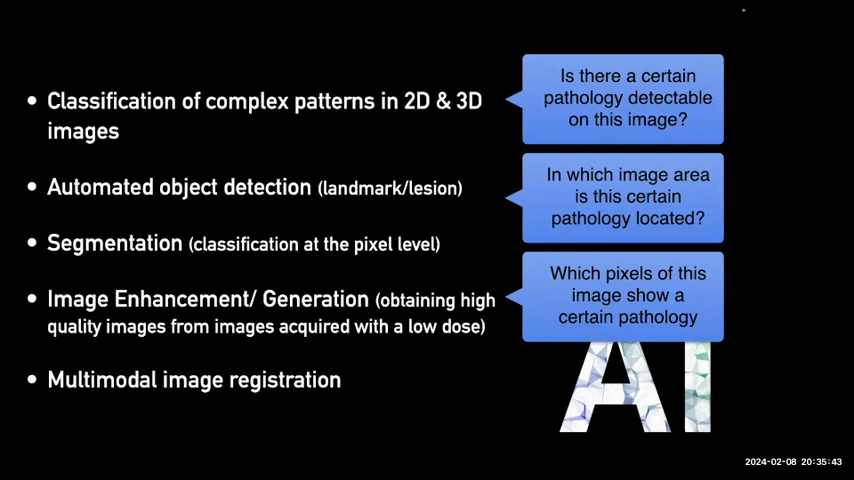 • Classification of complex patterns in 2D & 3D
images
• Automated object detection (landmark/lesion)
• Segmentation (classification at the pixel level)
• Image Enhancement/ Generation (obtaining high
quality images from images acquired with a low dose)
• Multimodal image registration
Is there a certain
pathology detectable
on this image?
In which image area
is this certain
pathology located?
Which pixels of this
image show a
certain pathology
AI
2024-02-08 20:35:43